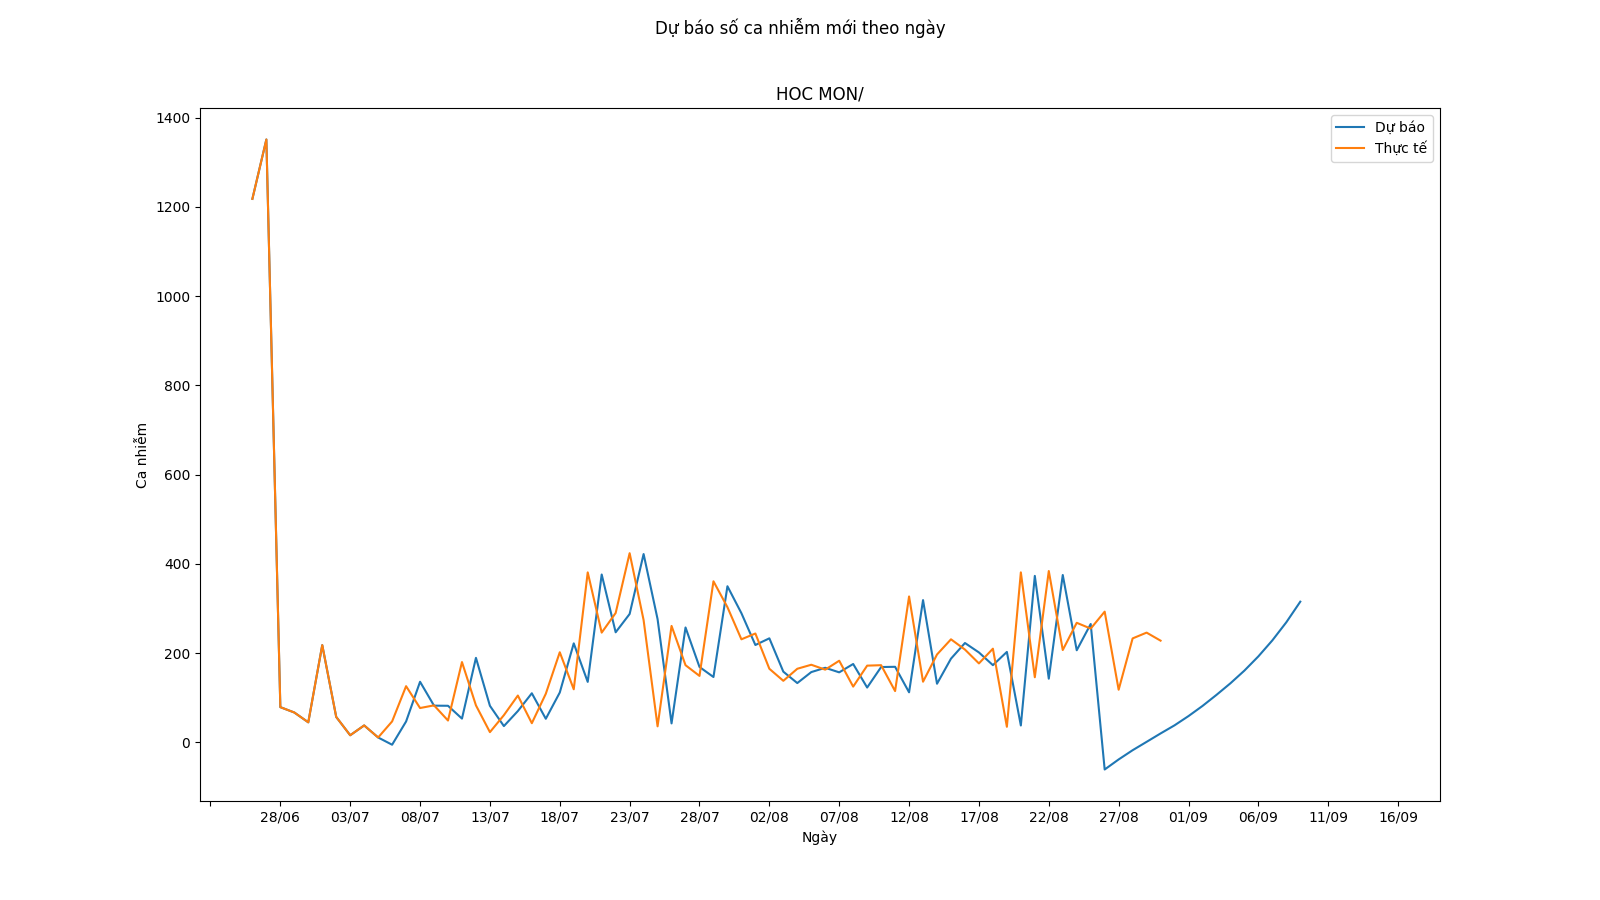 Dự báo số ca nhiễm mới theo ngày
HOC MON/
1400
1200
1000
800
600
400
200
0
Ca nhiễm
Dự báo
Thực tế
28/06 03/07 08/07 13/07 18/07 23/07 28/07 02/08 07/08 12/08 17/08 22/08 27/08 01/09 06/09 11/09 16/09
Ngày